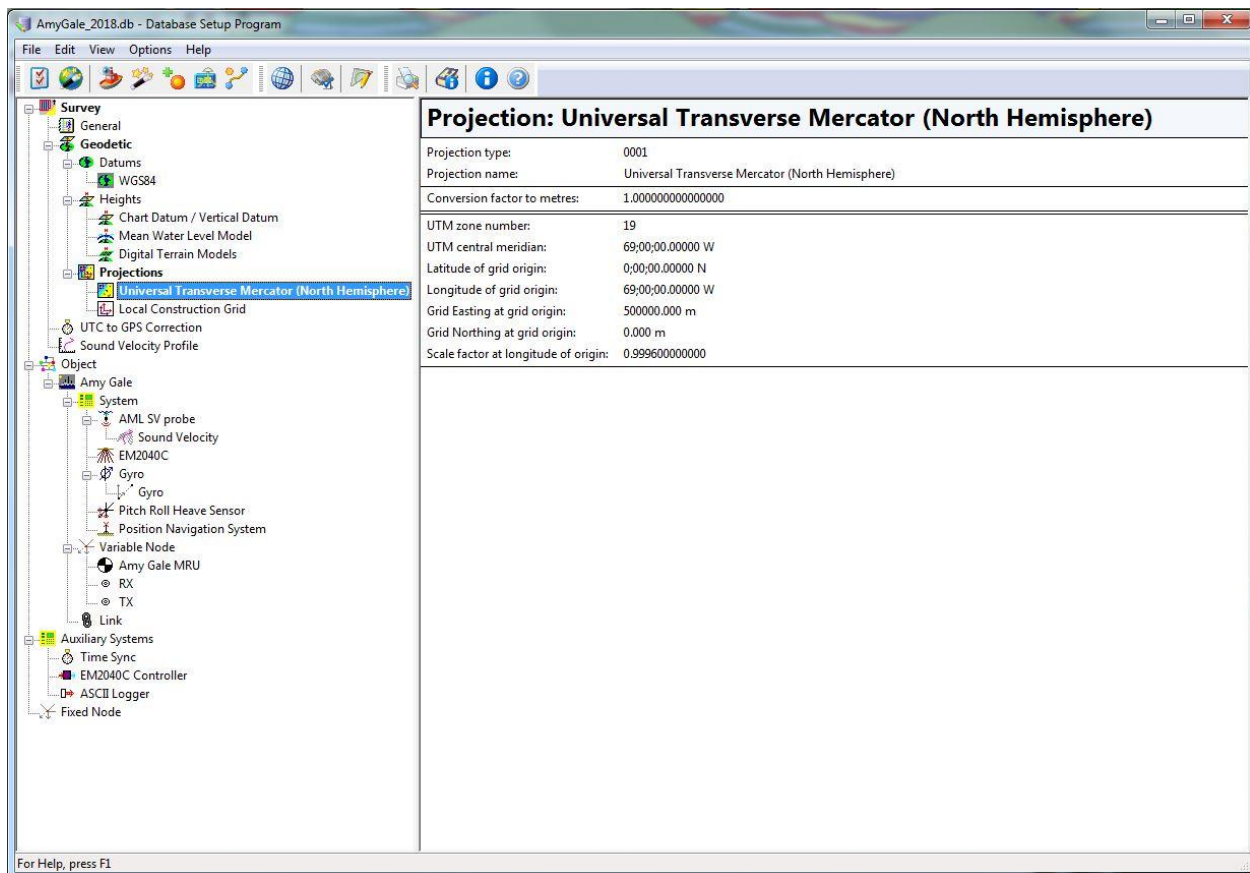 AmyGale_2018.db - Database Setup Program
File Edit View Options Help
Survey
General
Geodetic
Datums
WGS84
Heights
Chart Datum / Vertical Datum
Mean Water Level Model
Digital Terrain Models
Projections
Universal Transverse Mercator (North Hemisphere)
Local Construction Grid
UTC to GPS Correction
Sound Velocity Profile
Object
Amy Gale
System
AML SV probe
Sound Velocity
EM2040C
Gyro
Gyro
Pitch Roll Heave Sensor
Position Navigation System
Variable Node
Amy Gale MRU
RX
TX
Link
Auxiliary Systems
Time Sync
EM2040C Controller
ASCII Logger
Fixed Node
Projection: Universal Transverse Mercator (North Hemisphere)
Projection type: 0001
Projection name: Universal Transverse Mercator (North Hemisphere)
Conversion factor to metres: 1.000000000000000
UTM zone number: 19
UTM central meridian: 69;00;00.00000 W
Latitude of grid origin: 0;00;00.00000 N
Longitude of grid origin: 69;00;00.00000 W
Grid Easting at grid origin: 500000.000 m
Grid Northing at grid origin: 0.000 m
Scale factor at longitude of origin: 0.999600000000
For Help, press F1